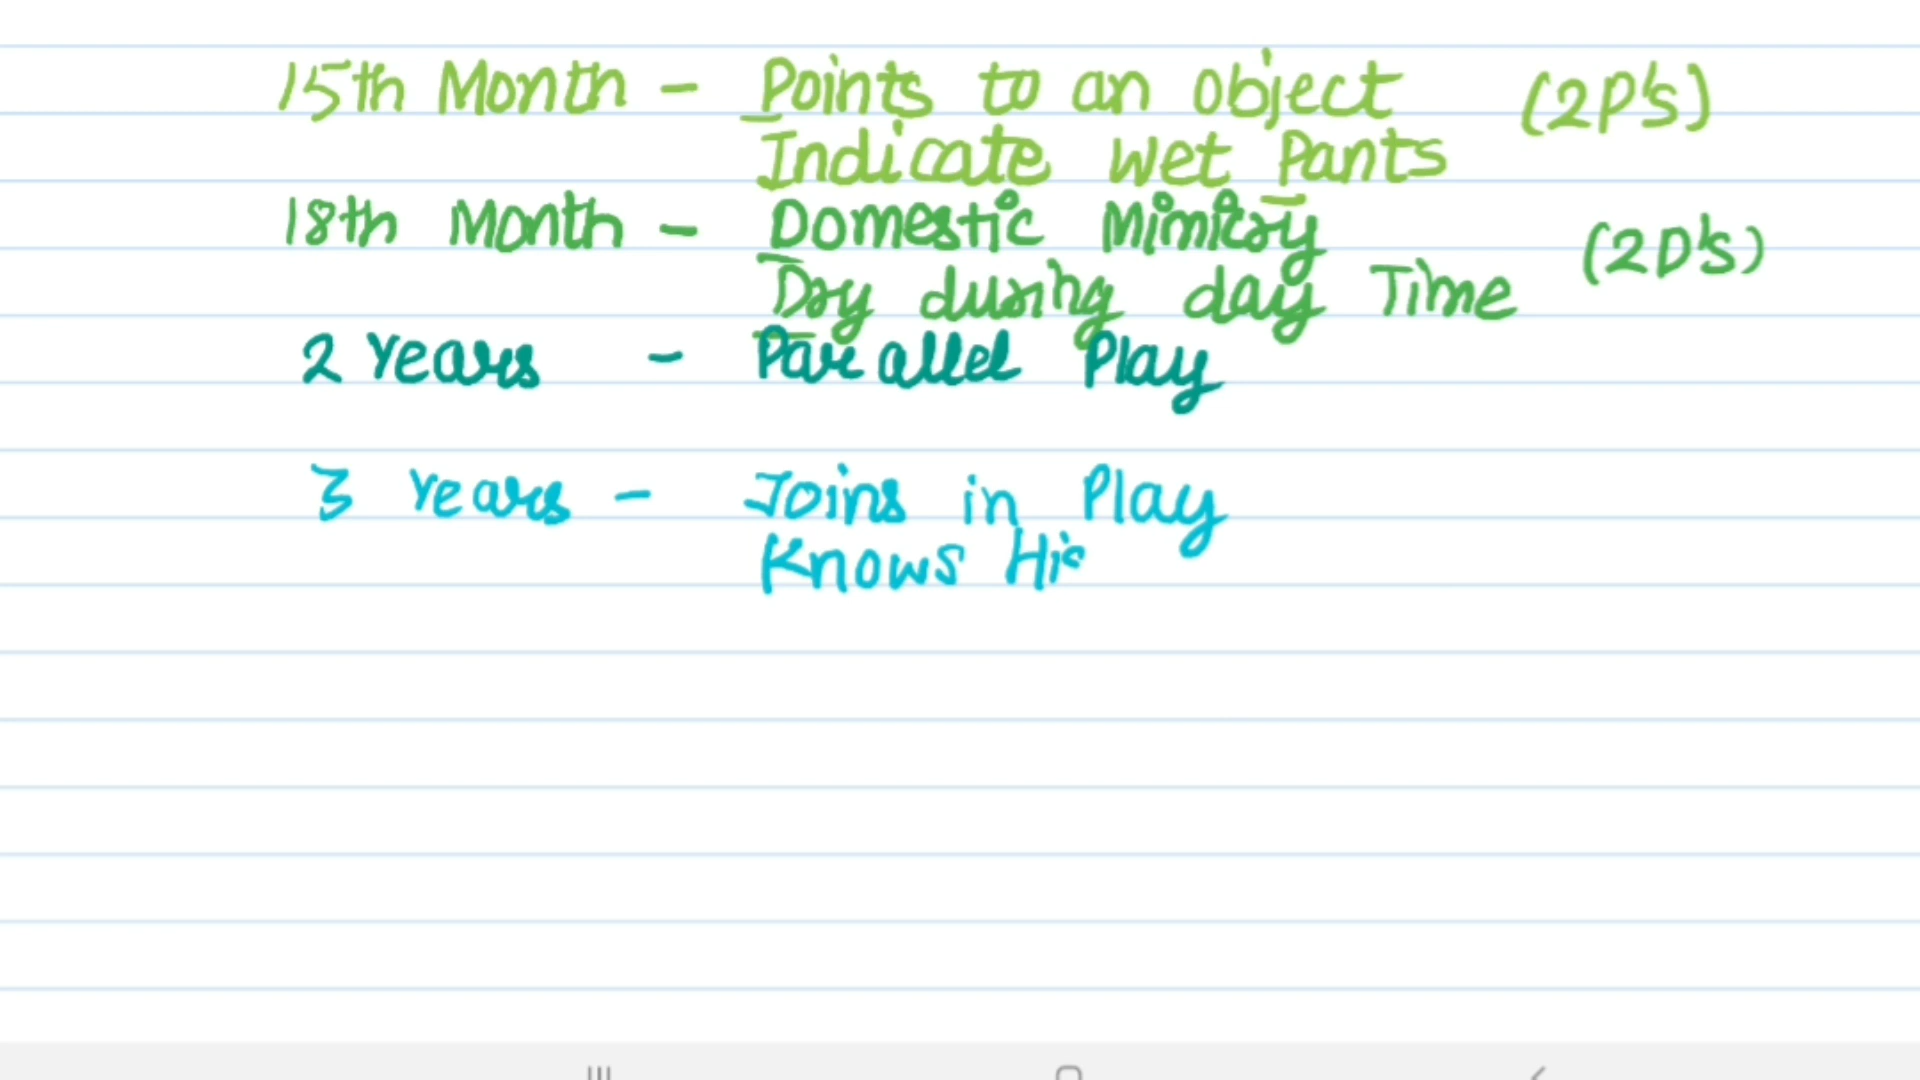 15th Month - Points to an object (2P's)
Indicate wet Pants
18th Month - Domestic Mimicry (2D's)
Dry during day Time
2 Years - Parallel Play
3 Years - Joins in Play
Knows His